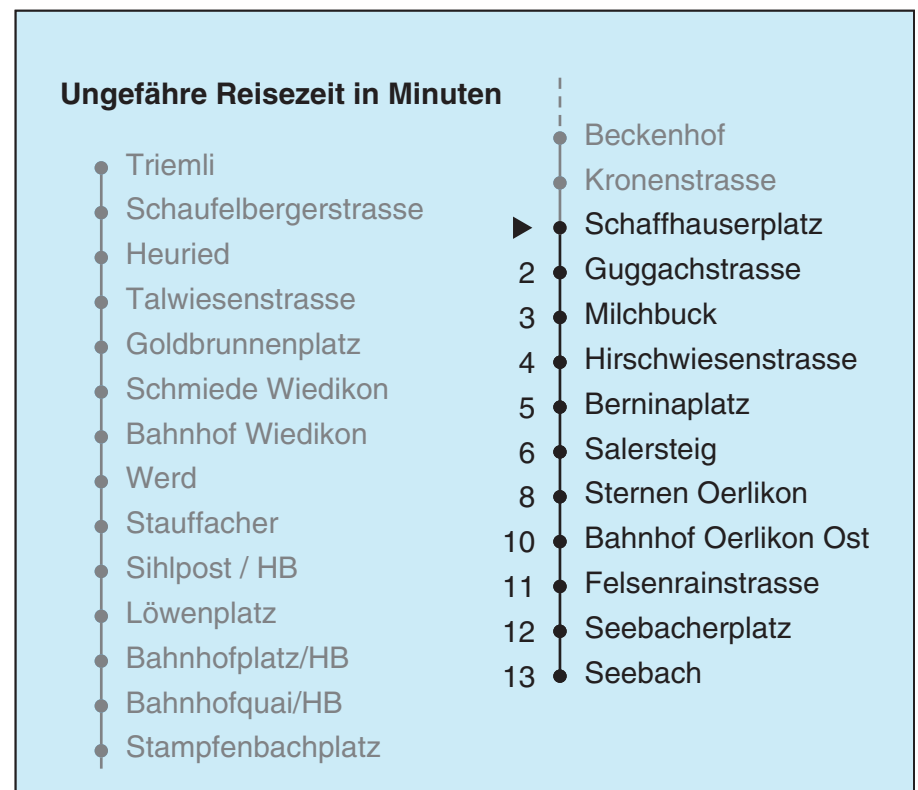 Ungefähre Reisezeit in Minuten
Triemli
Schaufelbergerstrasse
Heuried
Talwiesenstrasse
Goldbrunnenplatz
Schmiede Wiedikon
Bahnhof Wiedikon
Werd
Stauffacher
Sihlpost / HB
Löwenplatz
Bahnhofplatz/HB
Bahnhofquai/HB
Stampfenbachplatz
Beckenhof
Kronenstrasse
Schaffhauserplatz
2 Guggachstrasse
3 Milchbuck
4 Hirschwiesenstrasse
5 Berninaplatz
6 Salersteig
8 Sternen Oerlikon
10 Bahnhof Oerlikon Ost
11 Felsenrainstrasse
12 Seebacherplatz
13 Seebach